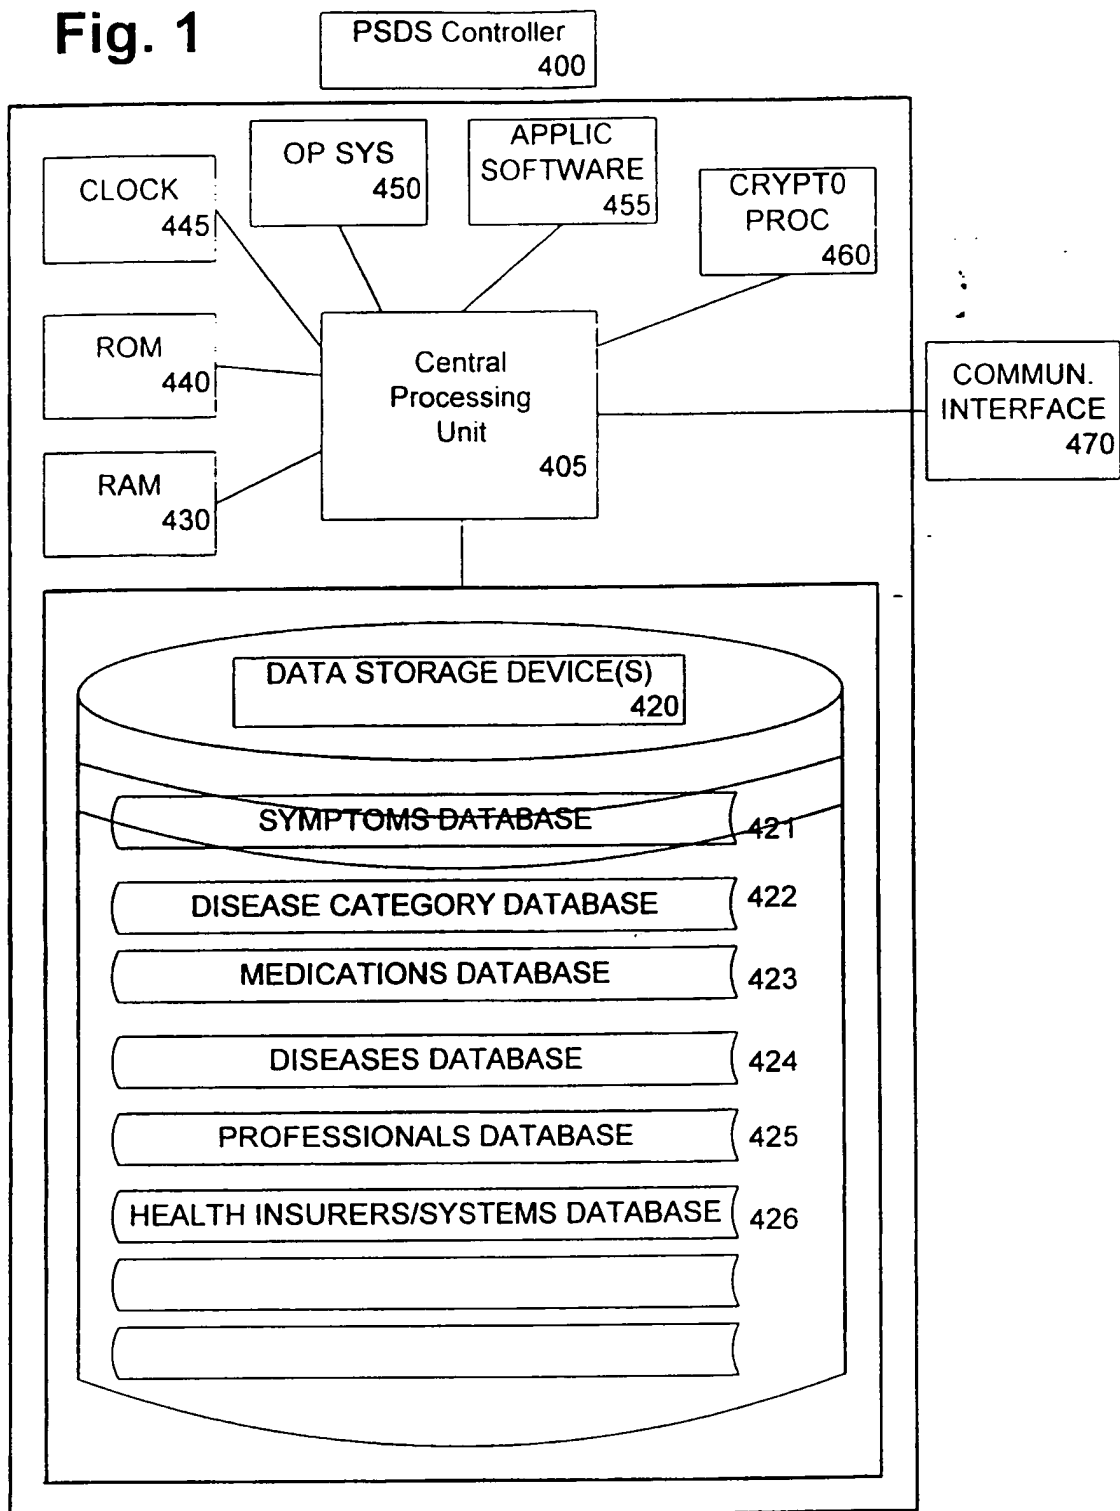 Fig. 1
PSDS Controller
400
CLOCK
445
OP SYS
450
APPLIC
SOFTWARE
455
CRYPT0
PROC
460
ROM
440
Central
Processing
Unit
405
COMMUN.
INTERFACE
470
RAM
430
DATA STORAGE DEVICE(S)
420
SYMPTOMS DATABASE
421
DISEASE CATEGORY DATABASE
422
MEDICATIONS DATABASE
423
DISEASES DATABASE
424
PROFESSIONALS DATABASE
425
HEALTH INSURERS/SYSTEMS DATABASE
426